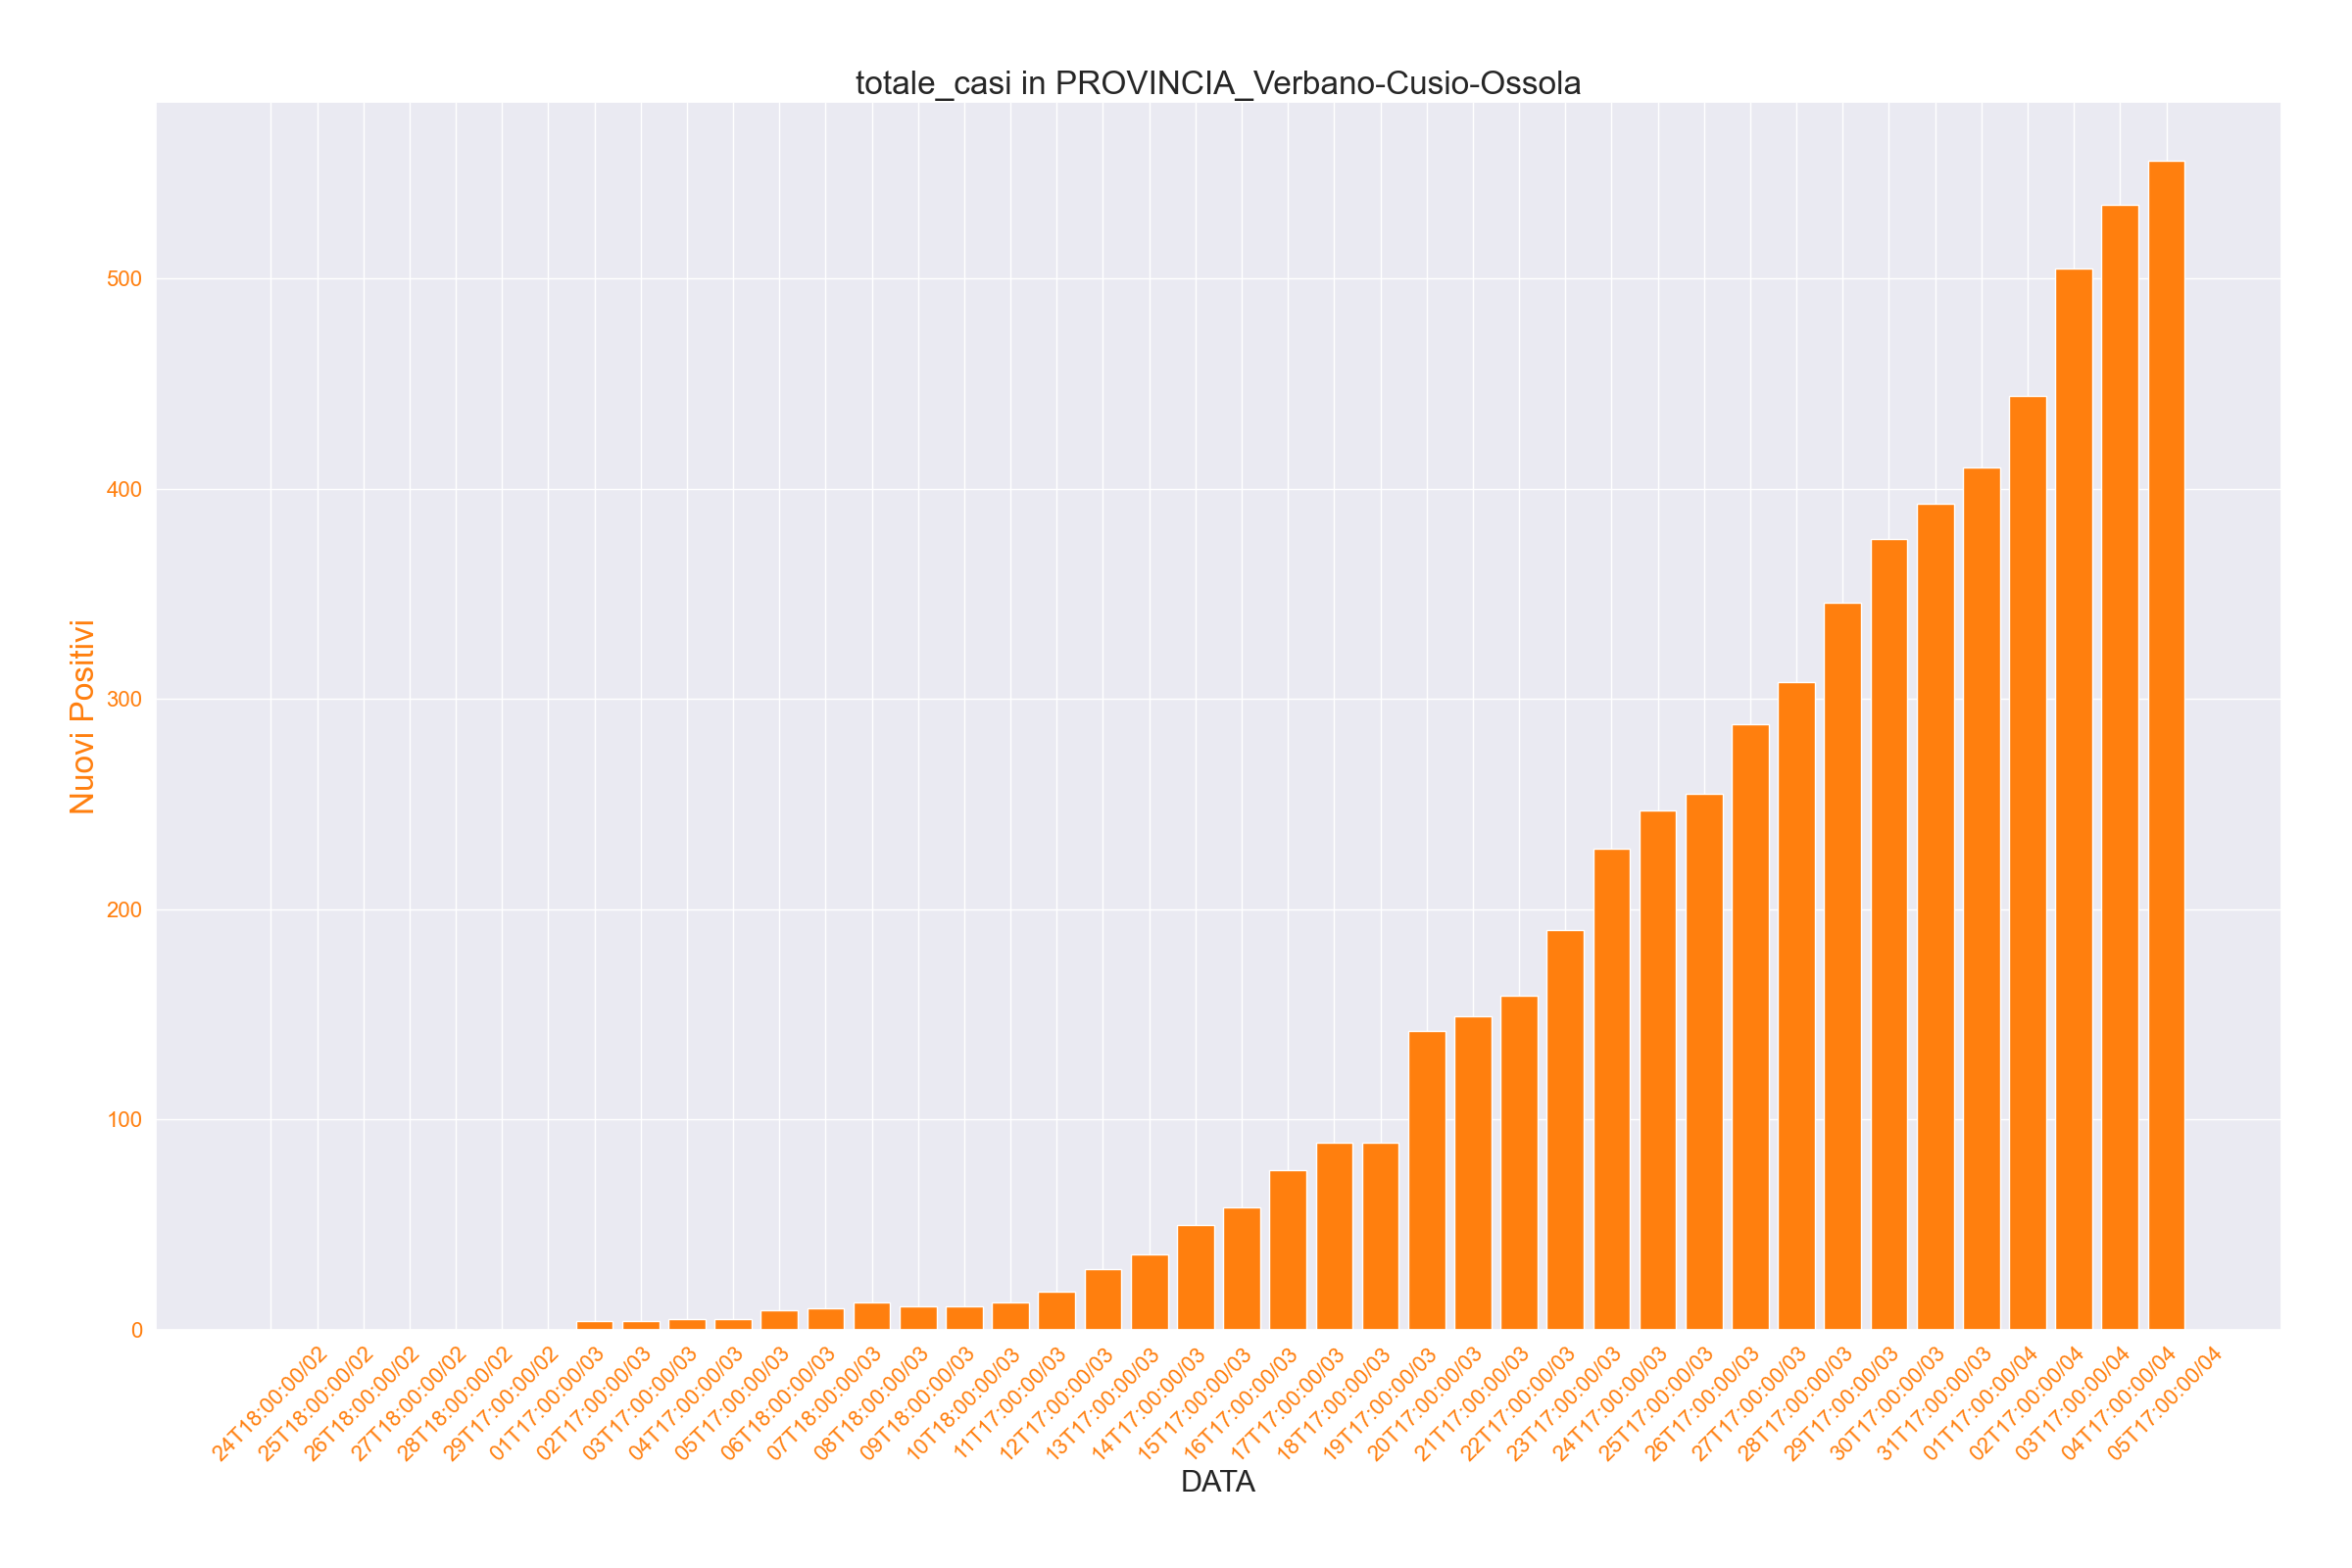 totale_casi in PROVINCIA_Verbano-Cusio-Ossola
Nuovi Positivi
500
400
300
200
100
0
24T18:00:00/02
25T18:00:00/02
26T18:00:00/02
27T18:00:00/02
28T18:00:00/02
29T17:00:00/02
01T17:00:00/03
02T17:00:00/03
03T17:00:00/03
04T17:00:00/03
05T17:00:00/03
06T18:00:00/03
07T18:00:00/03
08T18:00:00/03
09T18:00:00/03
10T18:00:00/03
11T17:00:00/03
12T17:00:00/03
13T17:00:00/03
14T17:00:00/03
15T17:00:00/03
16T17:00:00/03
17T17:00:00/03
18T17:00:00/03
19T17:00:00/03
20T17:00:00/03
21T17:00:00/03
22T17:00:00/03
23T17:00:00/03
24T17:00:00/03
25T17:00:00/03
26T17:00:00/03
27T17:00:00/03
28T17:00:00/03
29T17:00:00/03
30T17:00:00/03
31T17:00:00/03
01T17:00:00/04
02T17:00:00/04
03T17:00:00/04
04T17:00:00/04
05T17:00:00/04
DATA